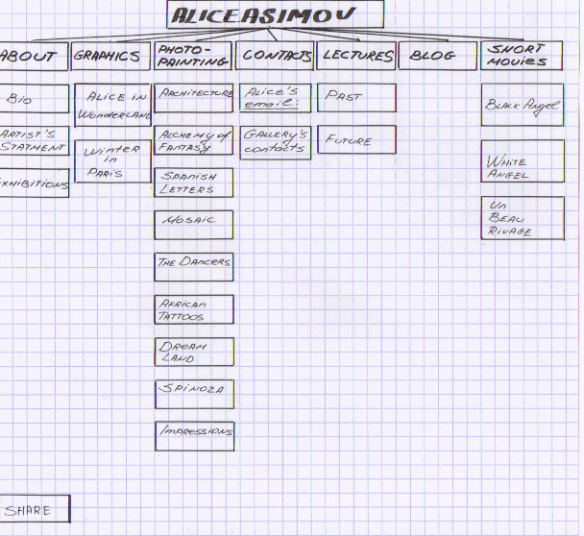 ALICEASIMOV
ABOUT
GRAPHICS
PHOTO-
PAINTING
CONTACTS
LECTURES
BLOG
SHORT
MOVIES
Bio
ARTIST'S
STATMENT
EXHIBITIONS
ALICE IN
WONDERLAND
WINTER
in
PARIS
ARCHITECTURE
ALCHEMY of
FANTASY
SPANISH
LETTERS
MOSAIC
THE DANCERS
AFRICAN
TATTOOS
DREAM
LAND
SPINOZA
IMPRESSIONS
ALICE'S
email:
GALLERY'S
contacts
PAST
FUTURE
BLACK Angel
WHITE
ANGEL
UN
BEAU
RIVAGE
SHARE